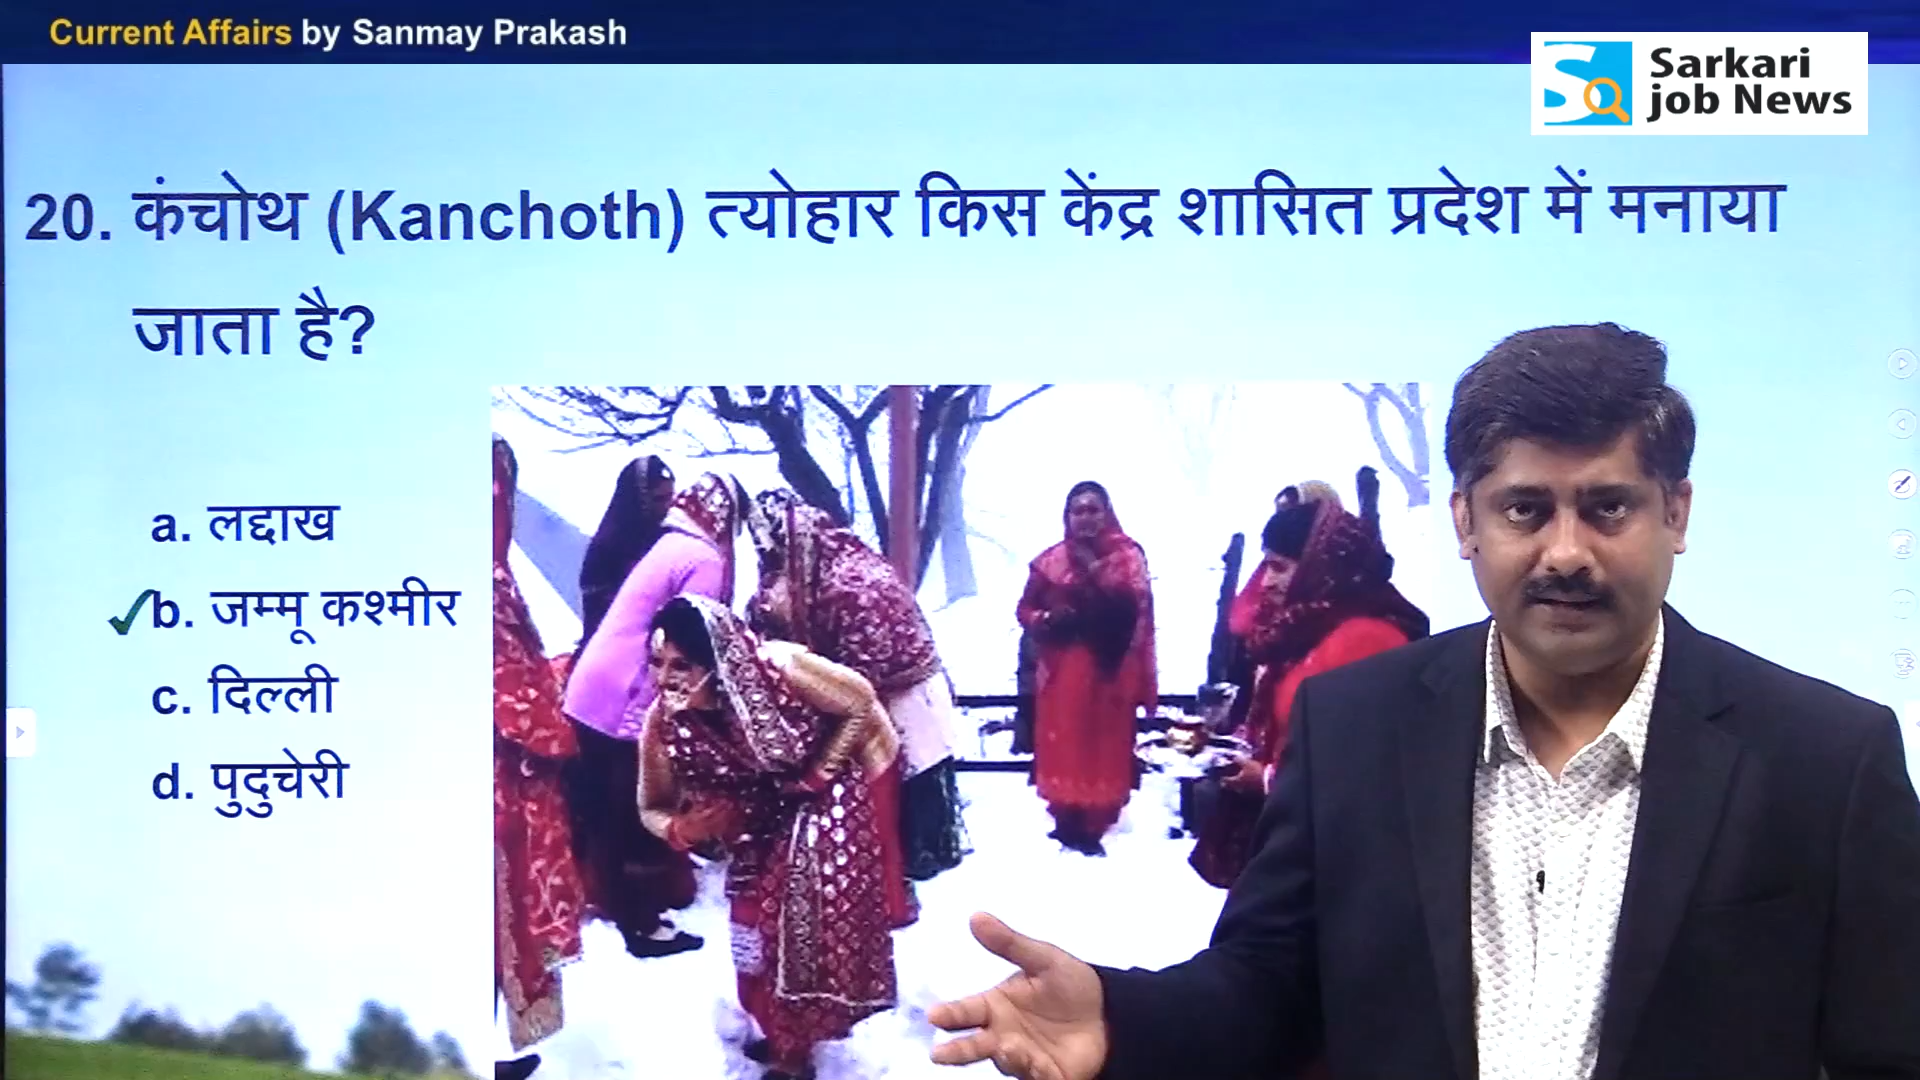 Current Affairs by Sanmay Prakash
Sarkari
job News
20. कंचोथ (Kanchoth) त्योहार किस केंद्र शासित प्रदेश में मनाया
जाता है?
a. लद्दाख
b. जम्मू कश्मीर
c. दिल्ली
d. पुदुचेरी